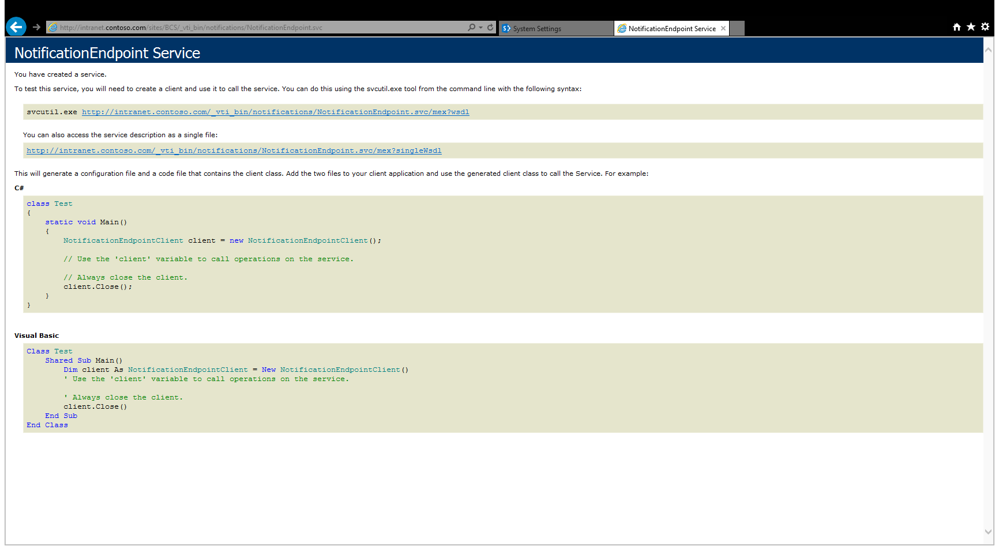 http://intranet.contoso.com/sites/BCS/_vti_bin/notifications/NotificationEndpoint.svc
System Settings
NotificationEndpoint Service
NotificationEndpoint Service
You have created a service.
To test this service, you will need to create a client and use it to call the service. You can do this using the svcutil.exe tool from the command line with the following syntax:
svcutil.exe http://intranet.contoso.com/_vti_bin/notifications/NotificationEndpoint.svc/mex?wsdl
You can also access the service description as a single file:
http://intranet.contoso.com/_vti_bin/notifications/NotificationEndpoint.svc/mex?singleWsdl
This will generate a configuration file and a code file that contains the client class. Add the two files to your client application and use the generated client class to call the Service. For example:
C#
class Test
{
    static void Main()
    {
        NotificationEndpointClient client = new NotificationEndpointClient();
        // Use the 'client' variable to call operations on the service.
        // Always close the client.
        client.Close();
    }
}
Visual Basic
Class Test
    Shared Sub Main()
        Dim client As NotificationEndpointClient = New NotificationEndpointClient()
        ' Use the 'client' variable to call operations on the service.
        ' Always close the client.
        client.Close()
    End Sub
End Class